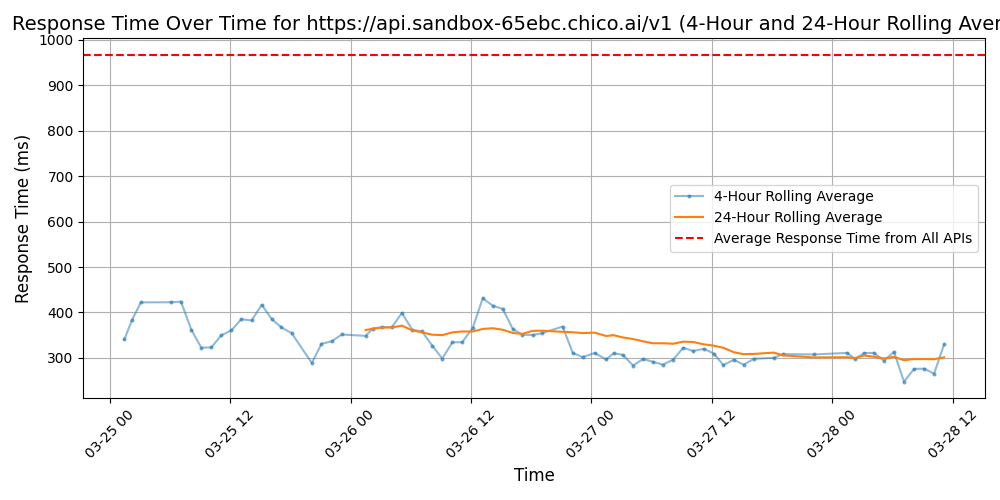 Response Time Over Time for https://api.sandbox-65ebc.chico.ai/v1 (4-Hour and 24-Hour Rolling Aver
Response Time (ms)
1000
900
800
700
600
500
400
300
4-Hour Rolling Average
24-Hour Rolling Average
Average Response Time from All APIs
03-25 00
03-25 12
03-26 00
03-26 12
03-27 00
03-27 12
03-28 00
03-28 12
Time